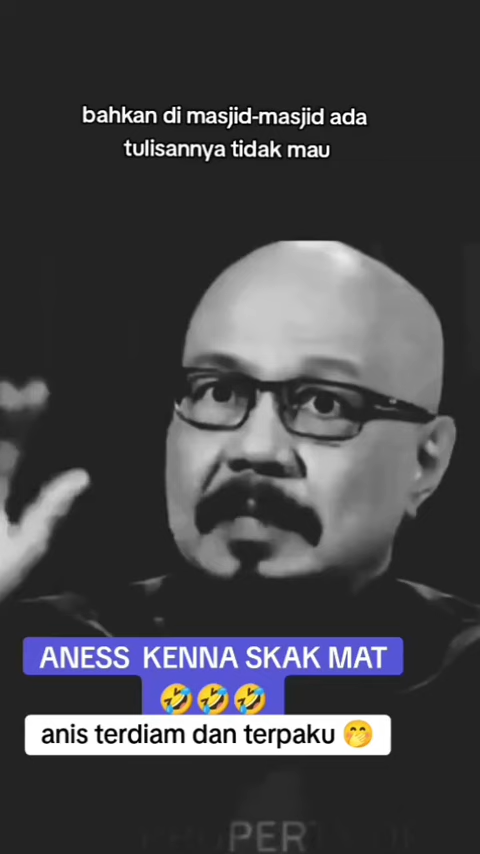 bahkan di masjid-masjid ada
tulisannya tidak mau
ANESS KENNA SKAK MAT
🤣🤣🤣
anis terdiam dan terpaku 🤭